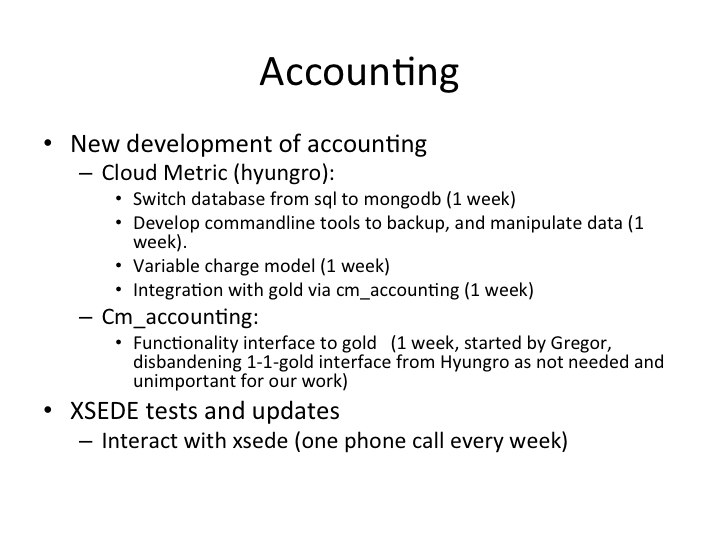 Accounting
• New development of accounting
– Cloud Metric (hyungro):
• Switch database from sql to mongodb (1 week)
• Develop commandline tools to backup, and manipulate data (1
week).
• Variable charge model (1 week)
• Integration with gold via cm_accounting (1 week)
– Cm_accounting:
• Functionality interface to gold   (1 week, started by Gregor,
disbandening 1-1-gold interface from Hyungro as not needed and
unimportant for our work)
• XSEDE tests and updates
– Interact with xsede (one phone call every week)